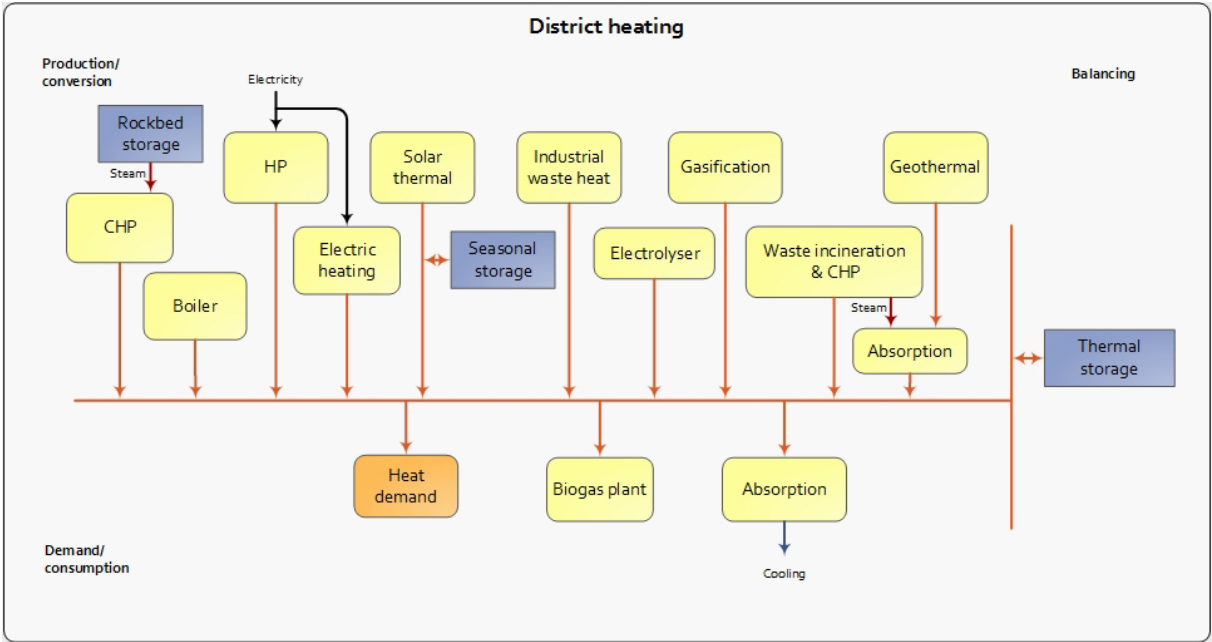 District heating
Production/
conversion
Balancing
Electricity
Rockbed
storage
Steam
CHP
Boiler
HP
Electric
heating
Solar
thermal
Seasonal
storage
Industrial
waste heat
Electrolyser
Gasification
Waste incineration
& CHP
Steam
Geothermal
Absorption
Thermal
storage
Heat
demand
Biogas plant
Absorption
Cooling
Demand/
consumption